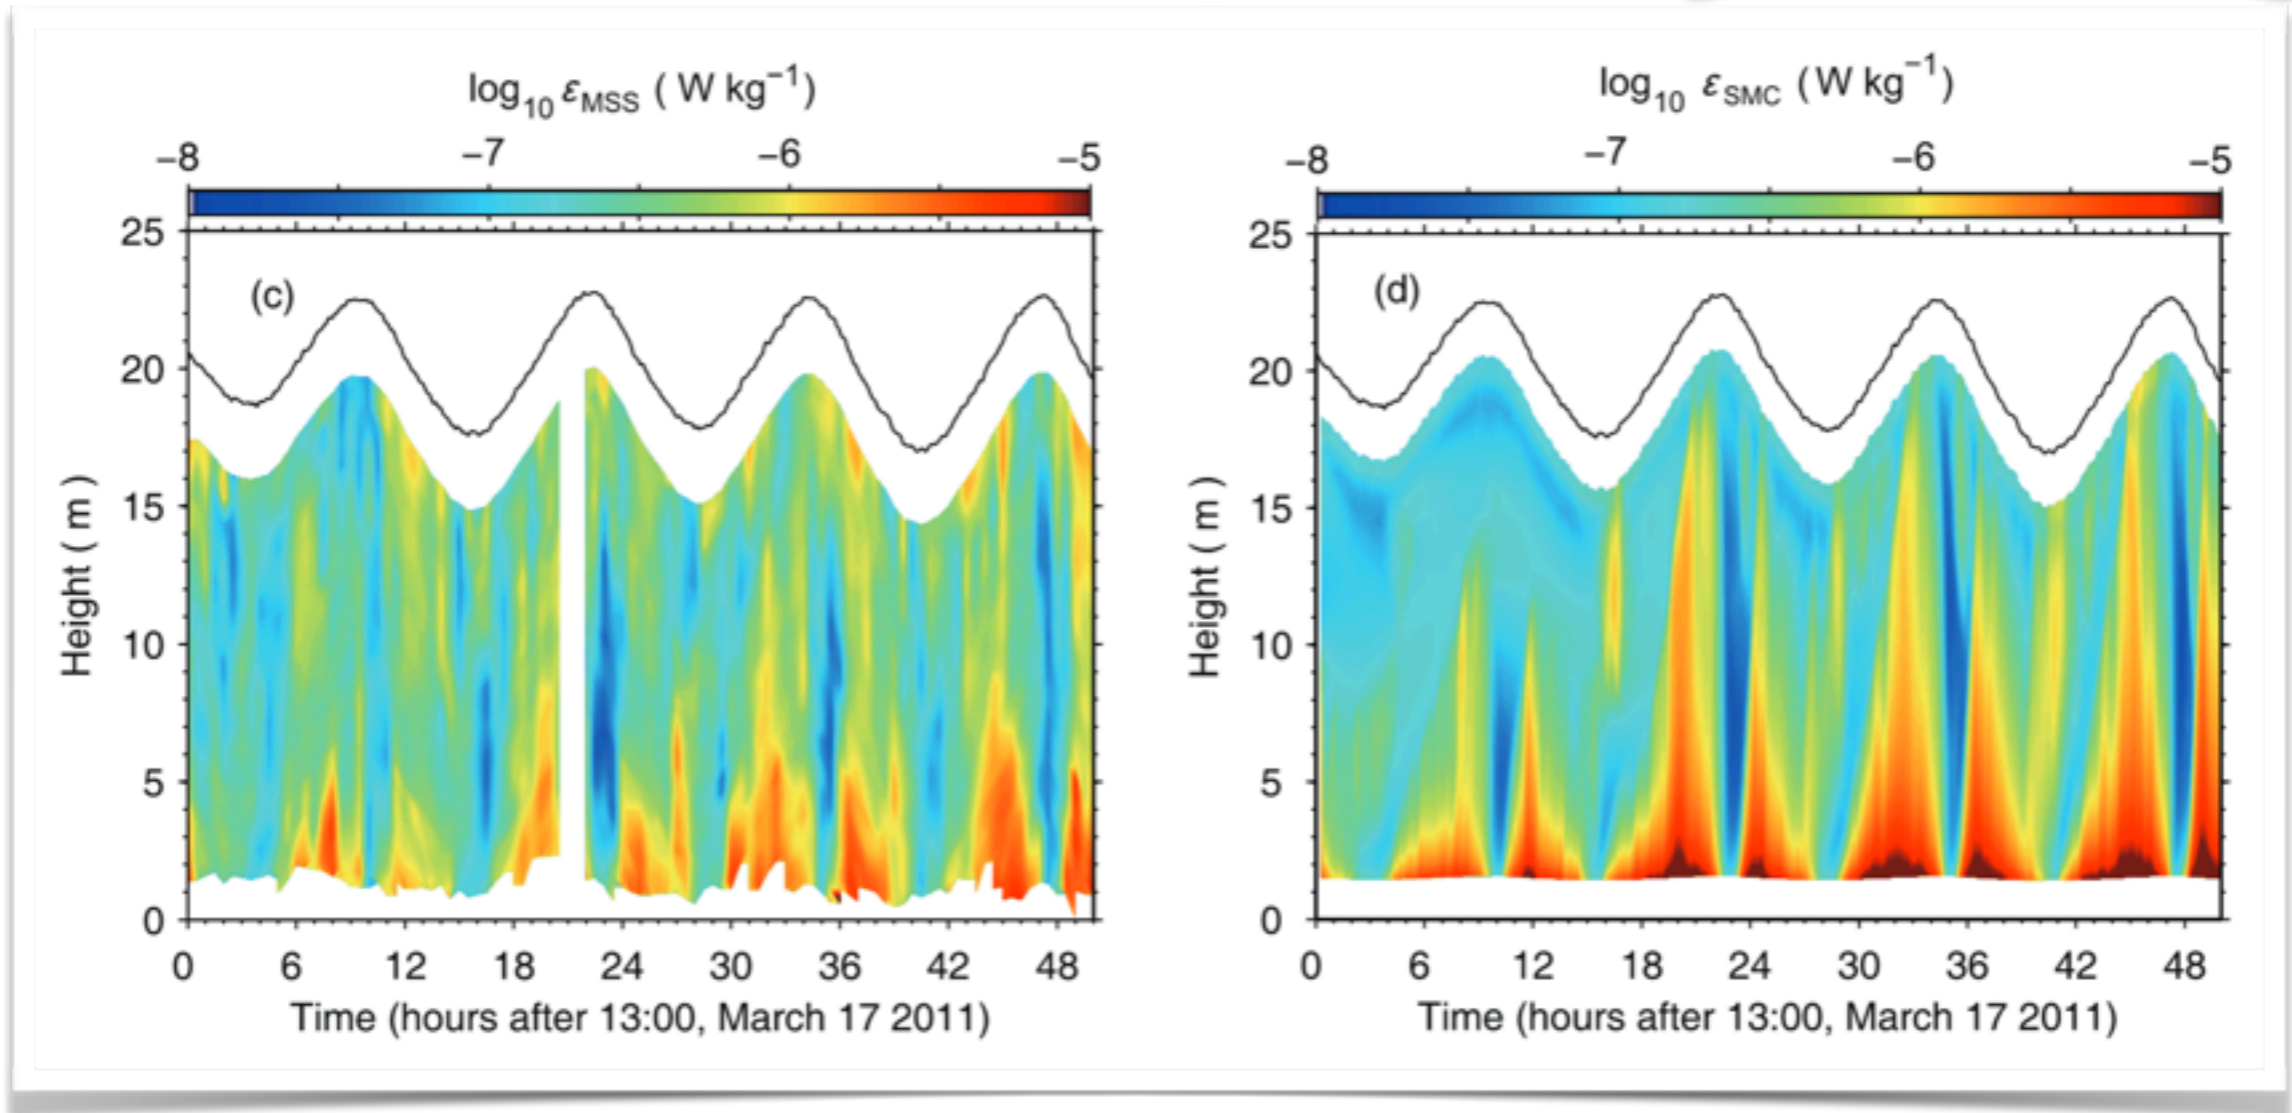 log₁₀ ε_MSS ( W kg⁻¹)
−8 −7 −6 −5
25
(c)
20
15
10
5
0
Height ( m )
0 6 12 18 24 30 36 42 48
Time (hours after 13:00, March 17 2011)
log₁₀ ε_SMC (W kg⁻¹)
−8 −7 −6 −5
25
(d)
20
15
10
5
0
Height ( m )
0 6 12 18 24 30 36 42 48
Time (hours after 13:00, March 17 2011)